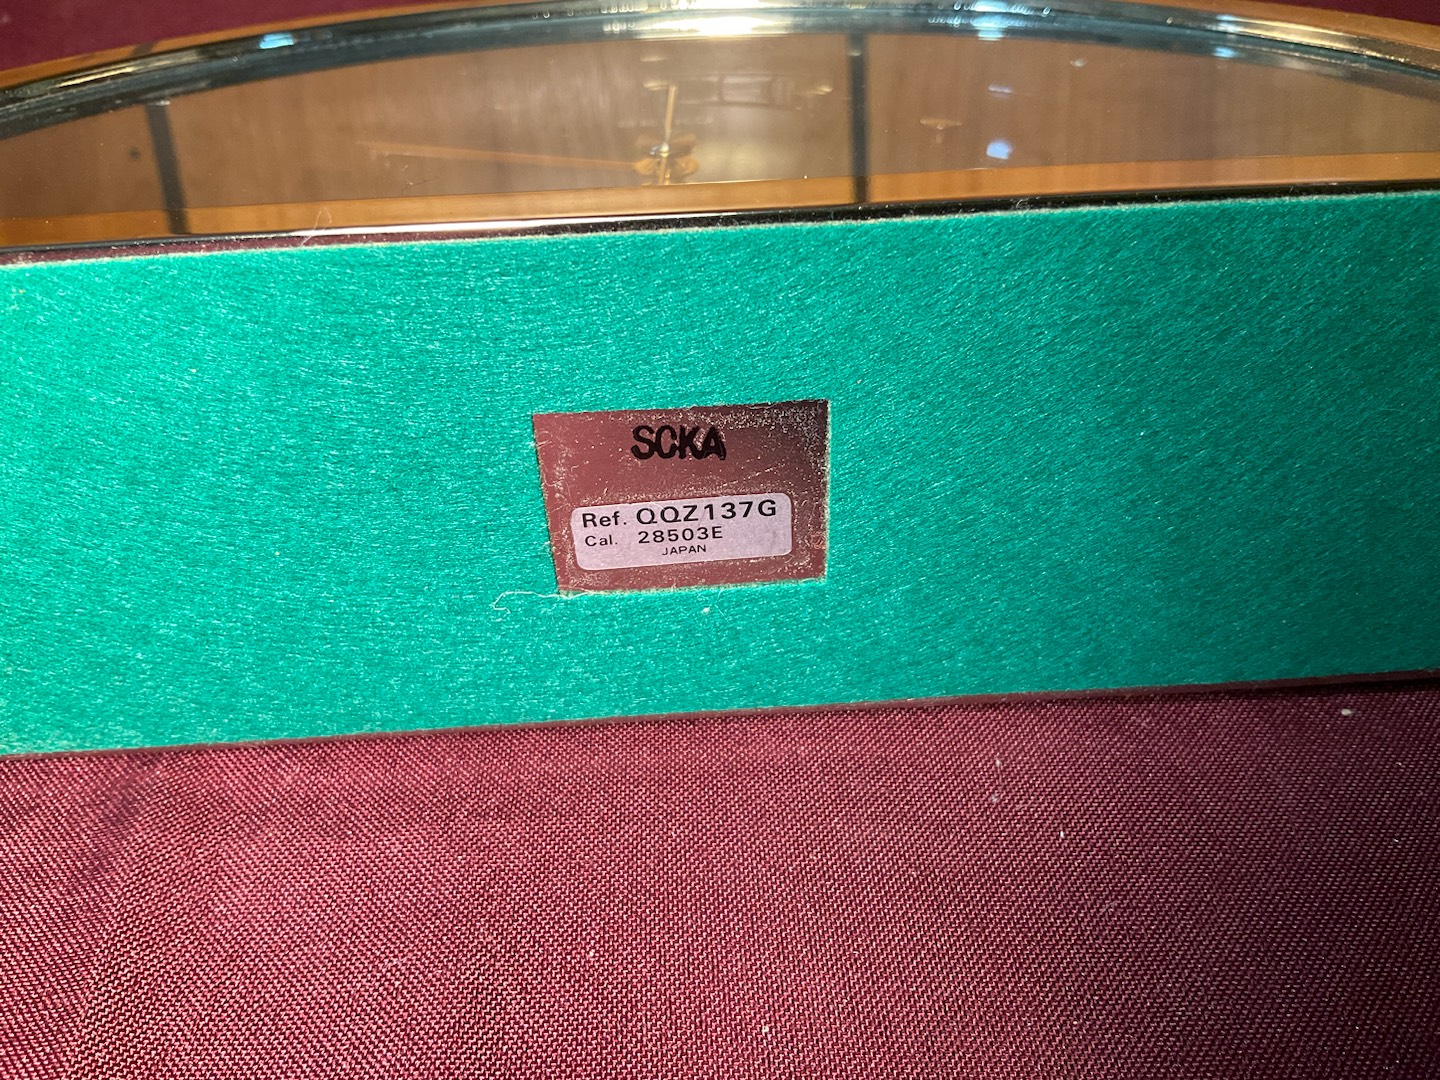 SCKA
Ref. QQZ137G
Cal. 28503E
JAPAN